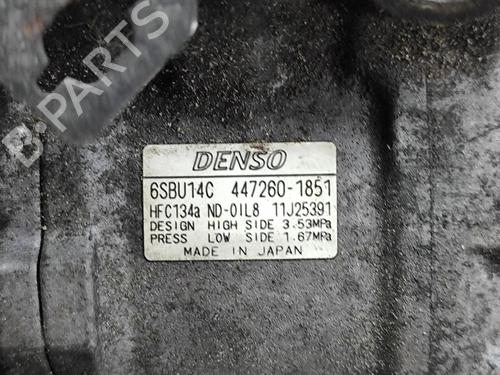 B-PARTS
DENSO
6SBU14C 447260-1851
HFC134a ND-OIL8 11J25391
DESIGN HIGH SIDE 3.53MPa
PRESS LOW SIDE 1.67MPa
MADE IN JAPAN